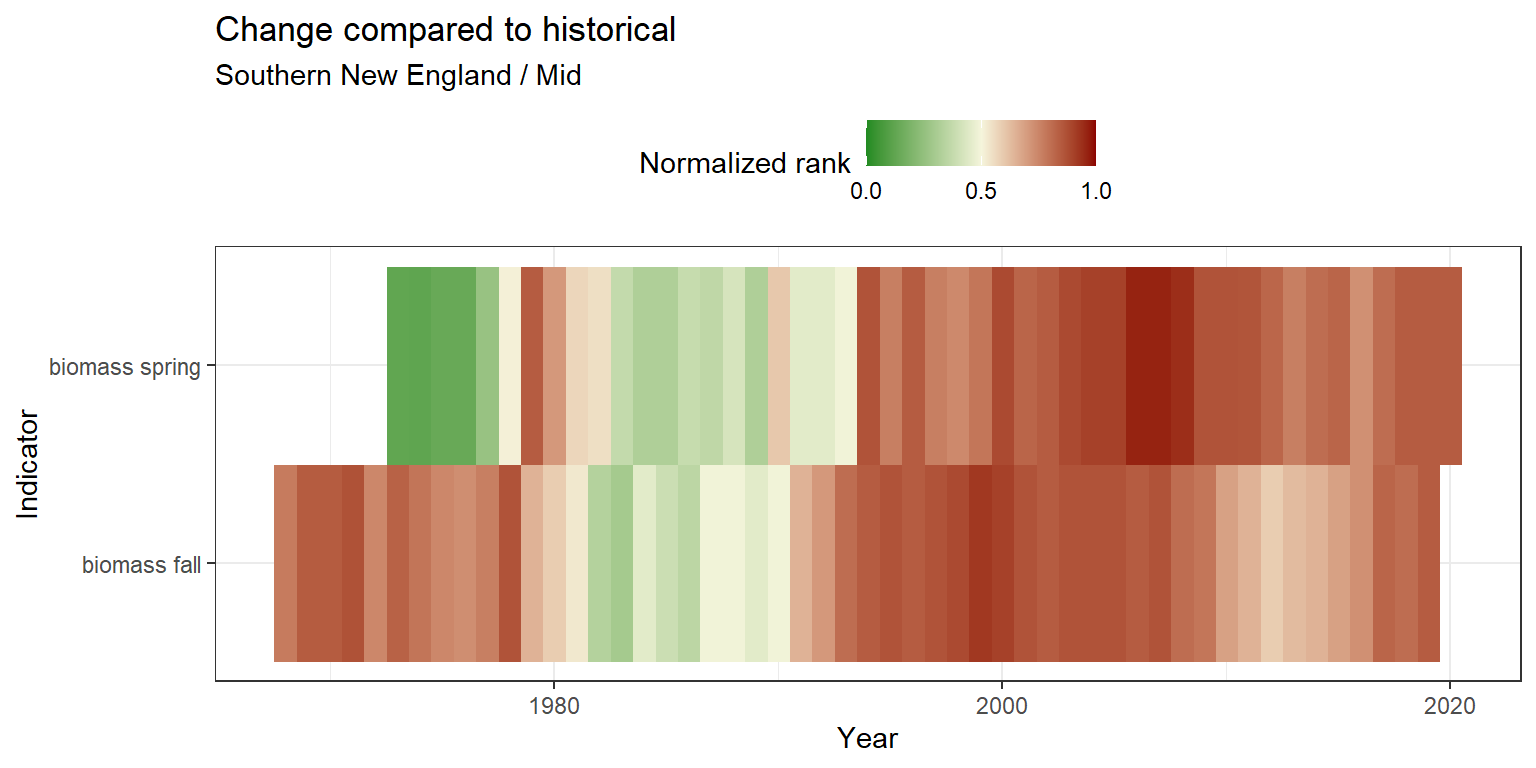 Change compared to historical
Southern New England / Mid
Normalized rank
0.0 0.5 1.0
Indicator
biomass spring
biomass fall
1980 2000 2020
Year